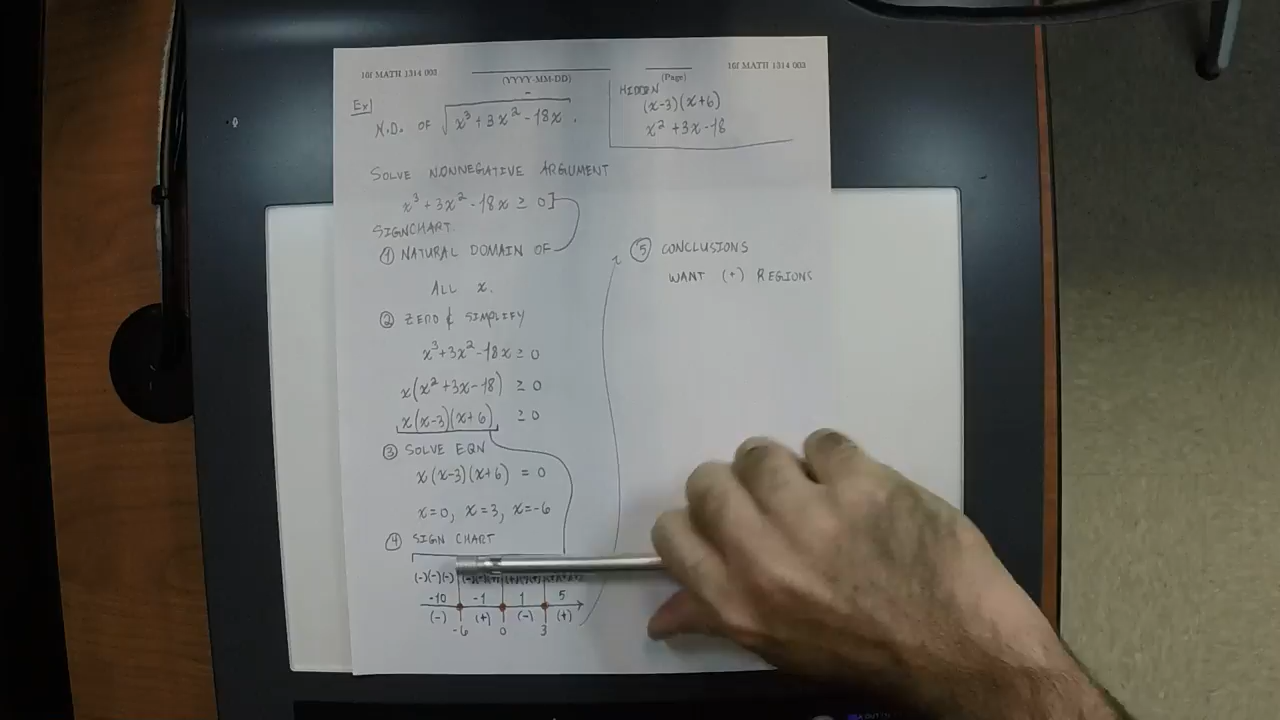 16f MATH 1314 003
(YYYY-MM-DD)
(Page)
16f MATH 1314 003
Ex]
N.D. OF √x³+3x²-18x .
HIDDEN
(x-3)(x+6)
x²+3x-18
SOLVE NONNEGATIVE ARGUMENT
x³+3x²-18x ≥ 0]
SIGNCHART.
① NATURAL DOMAIN OF
ALL x.
② ZERO & SIMPLIFY
x³+3x²-18x ≥ 0
x(x²+3x-18) ≥ 0
x(x-3)(x+6) ≥ 0
③ SOLVE EQN
x(x-3)(x+6) = 0
x=0, x=3, x=-6
④ SIGN CHART
(-)(-)(-)
-10 -1 1 5
(-) (+) (-) (+)
-6 0 3
⑤ CONCLUSIONS
WANT (+) REGIONS